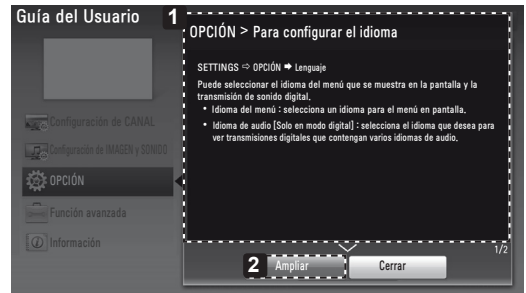 Guía del Usuario
1
OPCIÓN > Para configurar el idioma
SETTINGS ⇨ OPCIÓN ➡ Lenguaje
Puede seleccionar el idioma del menú que se muestra en la pantalla y la
transmisión de sonido digital.
• Idioma del menú : selecciona un idioma para el menú en pantalla.
• Idioma de audio [Solo en modo digital] : selecciona el idioma que desea para
ver transmisiones digitales que contengan varios idiomas de audio.
Configuración de CANAL
Configuración de IMAGEN y SONIDO
OPCIÓN
Función avanzada
Información
1/2
2
Ampliar
Cerrar